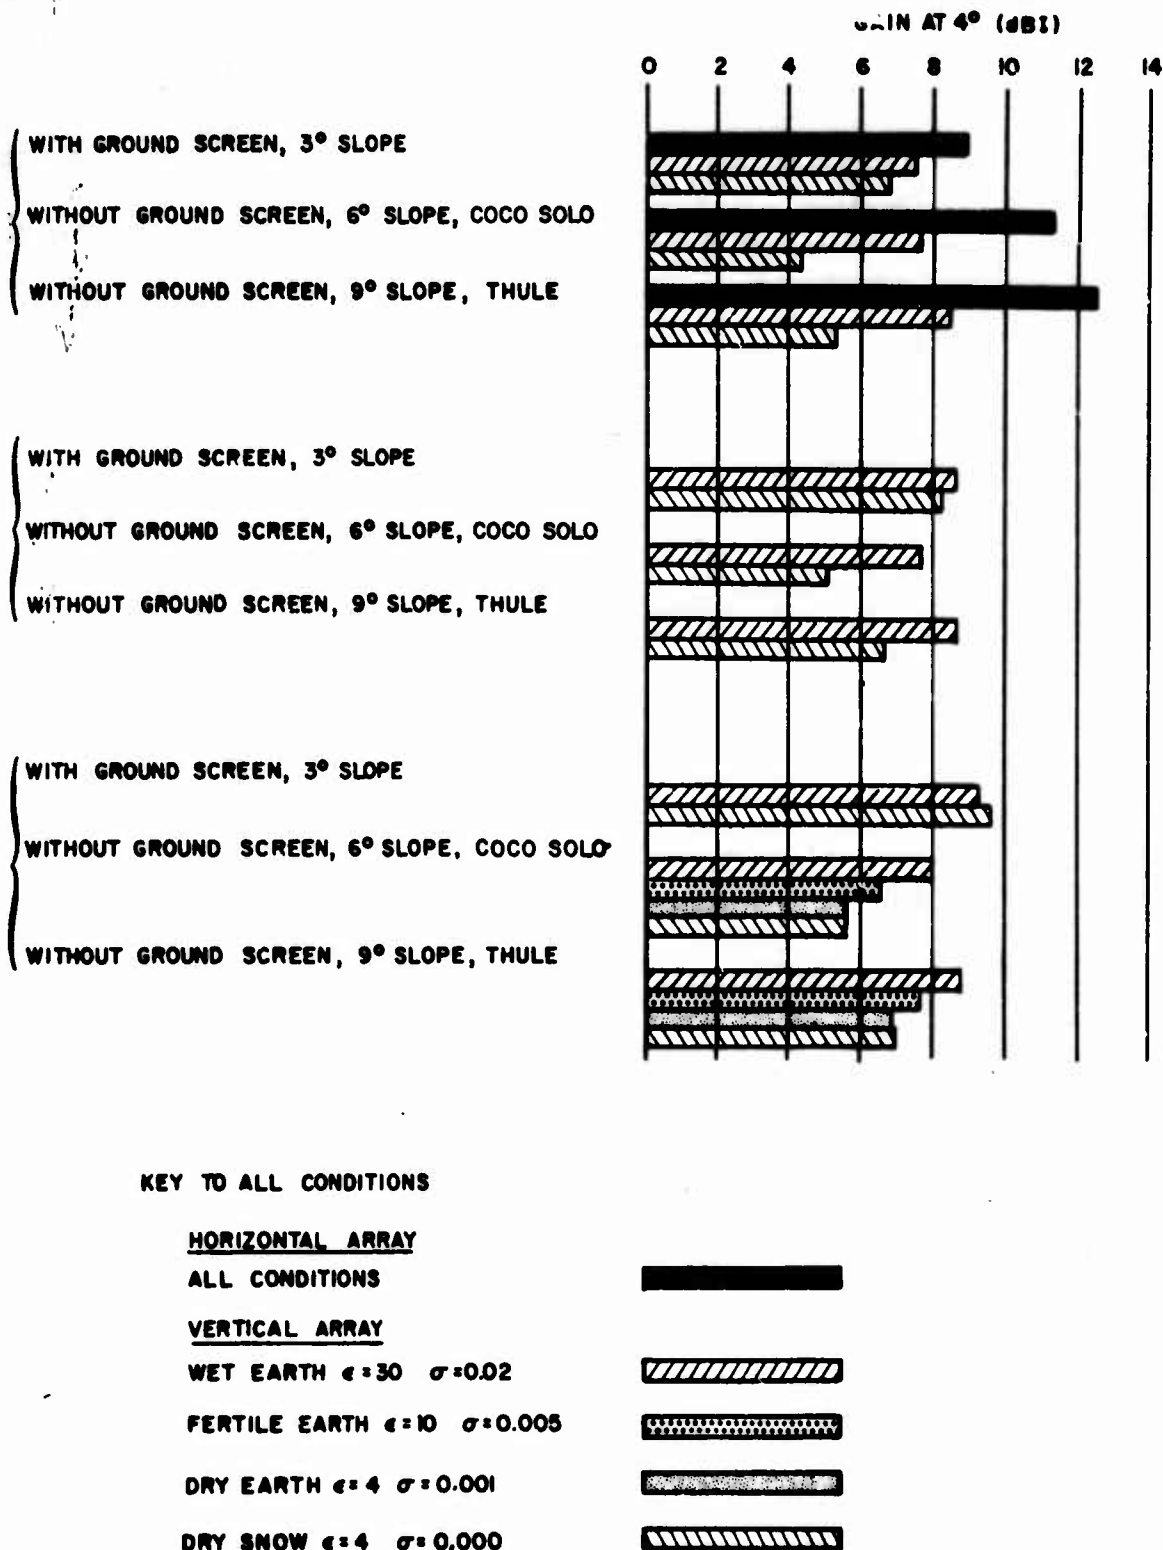 GAIN AT 4° (dBI)
0 2 4 6 8 10 12 14
WITH GROUND SCREEN, 3° SLOPE
WITHOUT GROUND SCREEN, 6° SLOPE, COCO SOLO
WITHOUT GROUND SCREEN, 9° SLOPE, THULE
WITH GROUND SCREEN, 3° SLOPE
WITHOUT GROUND SCREEN, 6° SLOPE, COCO SOLO
WITHOUT GROUND SCREEN, 9° SLOPE, THULE
WITH GROUND SCREEN, 3° SLOPE
WITHOUT GROUND SCREEN, 6° SLOPE, COCO SOLO
WITHOUT GROUND SCREEN, 9° SLOPE, THULE
KEY TO ALL CONDITIONS
HORIZONTAL ARRAY
ALL CONDITIONS
VERTICAL ARRAY
WET EARTH ϵ=30 σ=0.02
FERTILE EARTH ϵ=10 σ=0.005
DRY EARTH ϵ=4 σ=0.001
DRY SNOW ϵ=4 σ=0.000